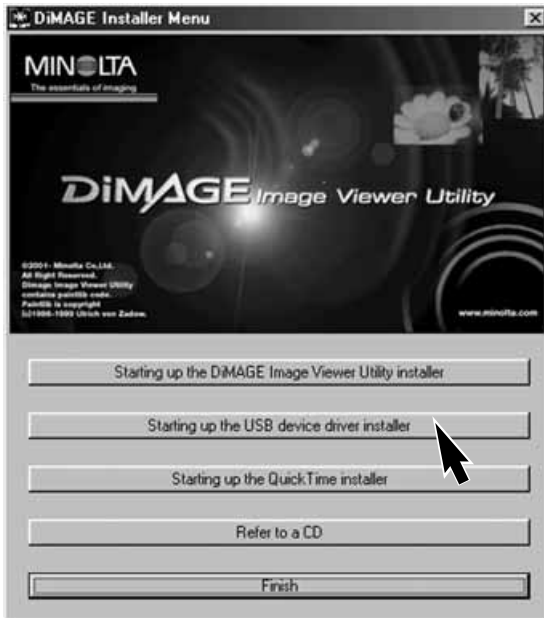 DiMAGE Installer Menu
MINOLTA
The essentials of imaging
DiMAGE Image Viewer Utility
©2001- Minolta Co.,Ltd.
All Right Reserved.
Dimage Image Viewer Utility
contains paintlib code.
Paintlib is copyright
(c)1996-1999 Ulrich von Zadow.
www.minolta.com
Starting up the DiMAGE Image Viewer Utility installer
Starting up the USB device driver installer
Starting up the QuickTime installer
Refer to a CD
Finish